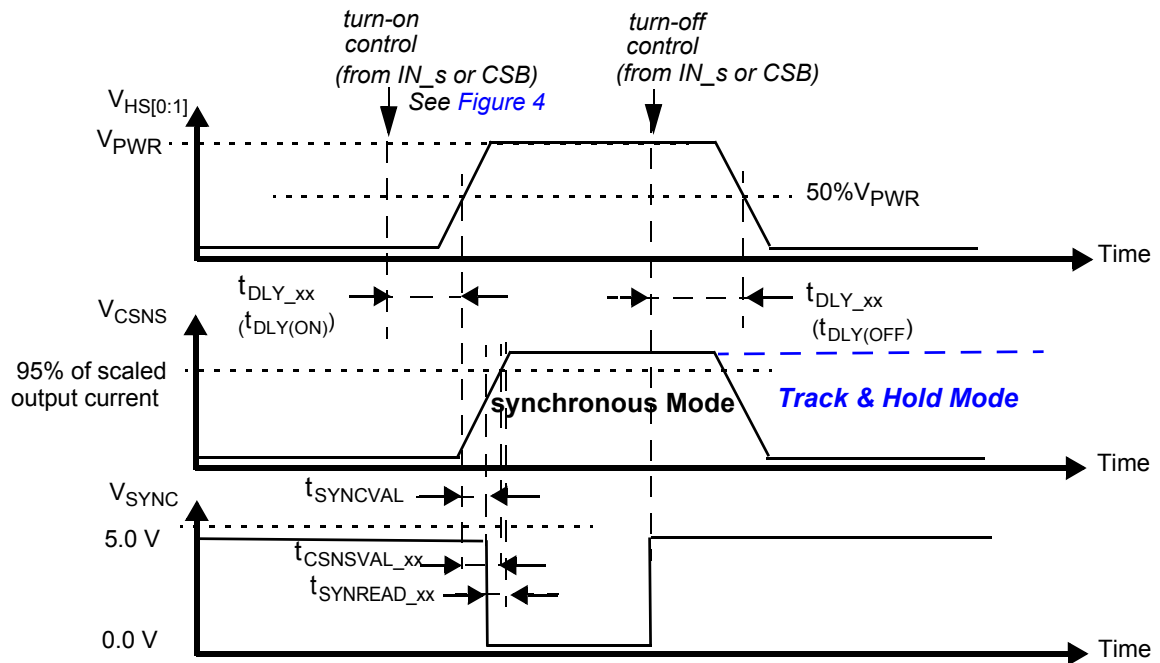 turn-on
control
(from IN_s or CSB)
See Figure 4
turn-off
control
(from IN_s or CSB)
VHS[0:1]
VPWR
50%VPWR
Time
tDLY_xx
(tDLY(ON))
tDLY_xx
(tDLY(OFF)
VCSNS
95% of scaled
output current
synchronous Mode
Track & Hold Mode
Time
tSYNCVAL
VSYNC
5.0 V
tCSNSVAL_xx
tSYNREAD_xx
0.0 V
Time